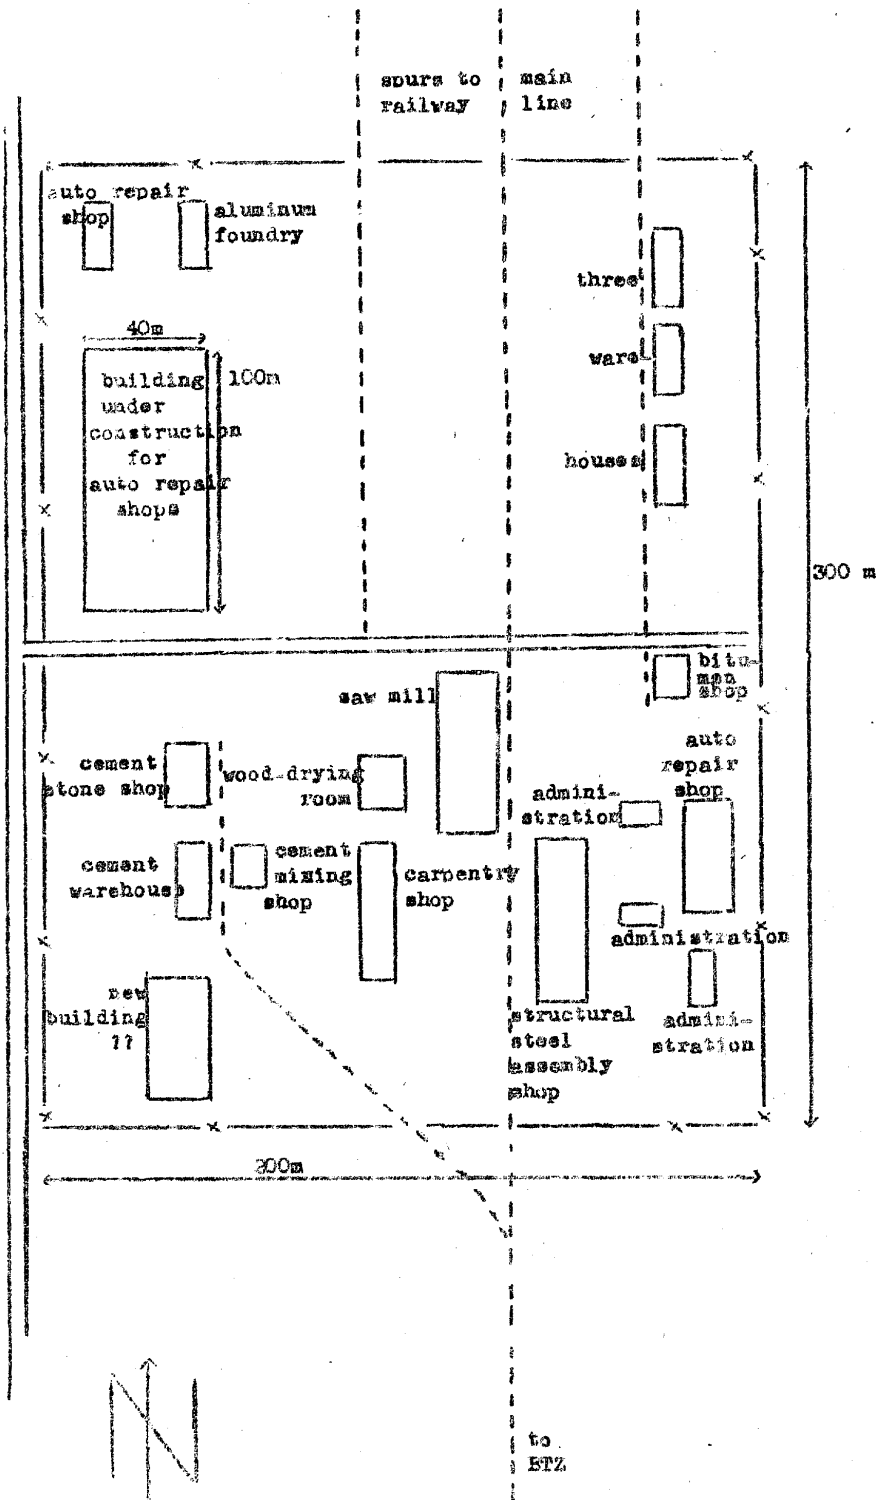 spurs to
railway
main
line
auto repair
shop
aluminum
foundry
three
ware
houses
40m
100m
building
under
construction
for
auto repair
shops
300 m
saw mill
bitu-
man
shop
auto
repair
shop
cement
stone shop
wood-drying
room
admini-
stration
cement
warehouse
cement
mixing
shop
carpentry
shop
administration
new
building
??
structural
steel
assembly
shop
admini-
stration
200m
N
to
BTZ